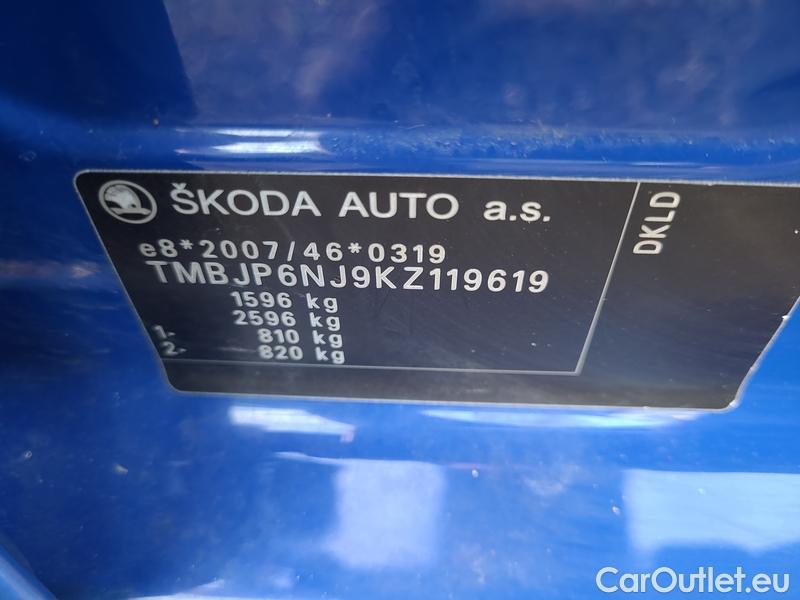 ŠKODA AUTO a.s.
e8*2007/46*0319
TMBJP6NJ9KZ119619
1596 kg
2596 kg
1. 810 kg
2. 820 kg
DKLD
CarOutlet.eu